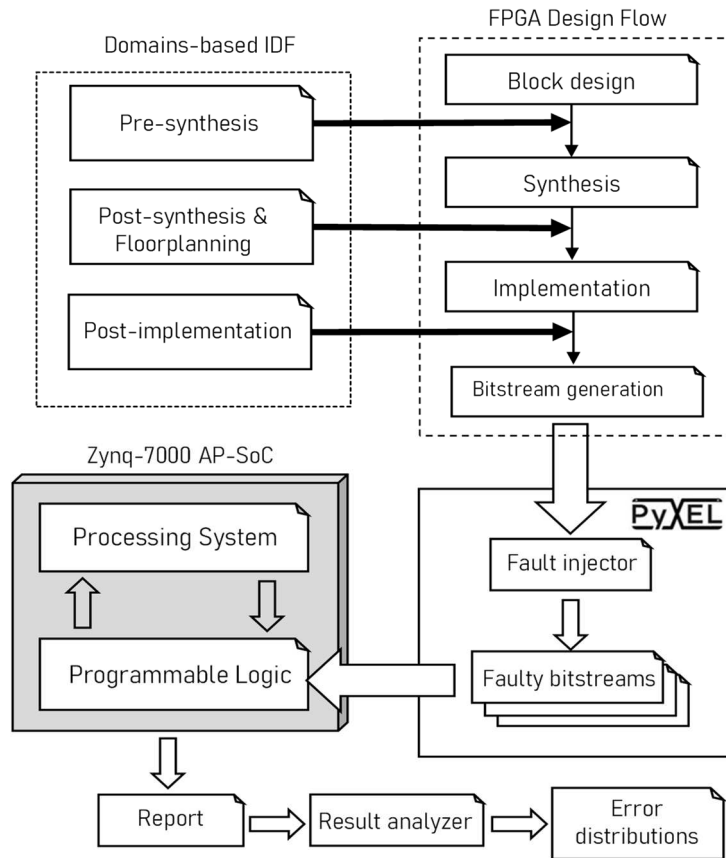 FPGA Design Flow
Domains-based IDF
Block design
Pre-synthesis
Synthesis
Post-synthesis &
Floorplanning
Implementation
Post-implementation
Bitstream generation
Zynq-7000 AP-SoC
PyXEL
Processing System
Fault injector
Programmable Logic
Faulty bitstreams
Report
Result analyzer
Error
distributions